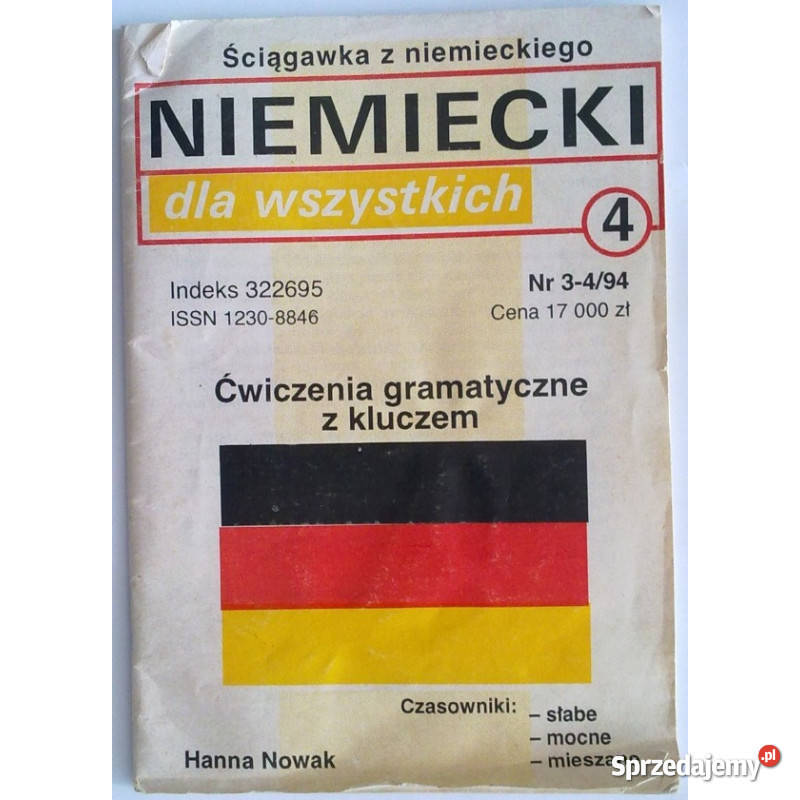 Ściągawka z niemieckiego
NIEMIECKI
dla wszystkich
4
Indeks 322695
ISSN 1230-8846
Nr 3-4/94
Cena 17 000 zł
Ćwiczenia gramatyczne
z kluczem
Czasowniki:
– słabe
– mocne
– mieszane
Hanna Nowak
Sprzedajemy.pl